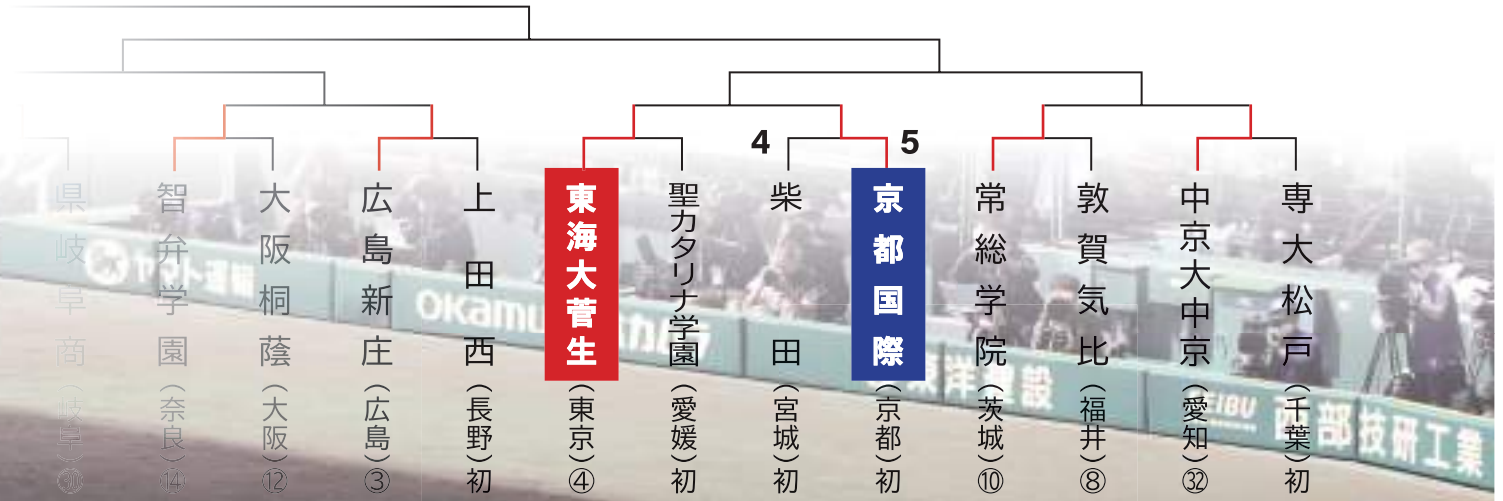 4
5
県岐阜商（岐阜）㉚
智弁学園（奈良）⑭
大阪桐蔭（大阪）⑫
広島新庄（広島）③
上田西（長野）初
東海大菅生（東京）④
聖カタリナ学園（愛媛）初
柴田（宮城）初
京都国際（京都）初
常総学院（茨城）⑩
敦賀気比（福井）⑧
中京大中京（愛知）㉜
専大松戸（千葉）初
ヤマト運輸
OKamu
東洋建設
EIBU 西部技研工業